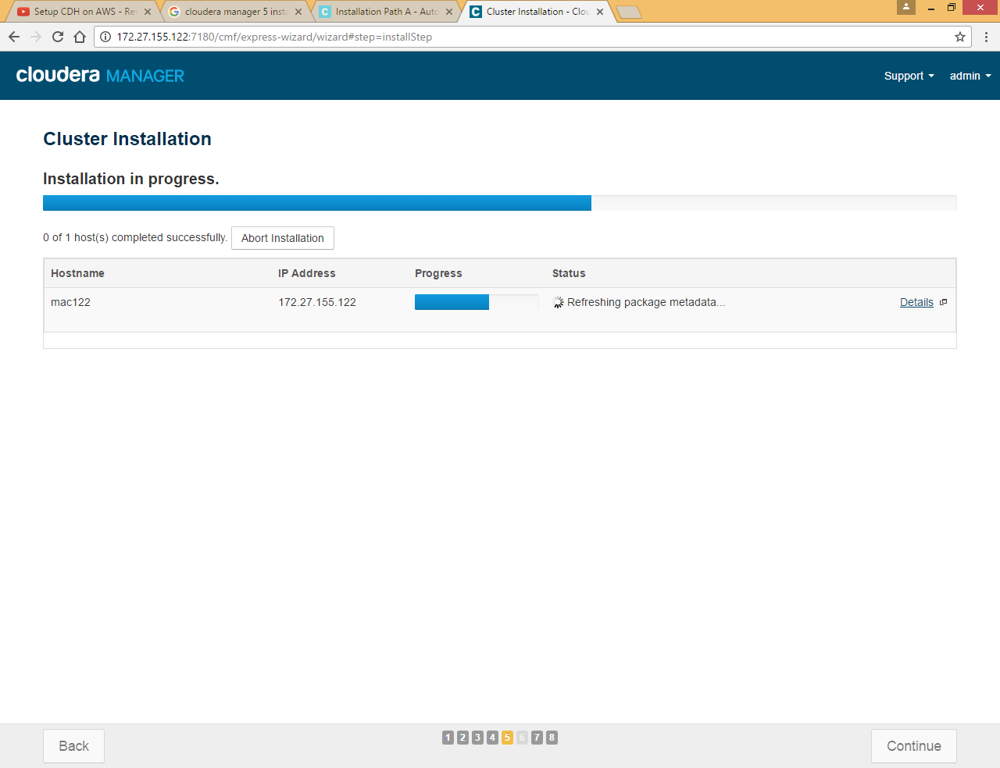 Setup CDH on AWS - Re
cloudera manager 5 insta
Installation Path A - Auto
Cluster Installation - Clou
172.27.155.122:7180/cmf/express-wizard/wizard#step=installStep
cloudera MANAGER
Support
admin
Cluster Installation
Installation in progress.
0 of 1 host(s) completed successfully.
Abort Installation
Hostname IP Address Progress Status
mac122 172.27.155.122 Refreshing package metadata... Details
Back
1 2 3 4 5 6 7 8
Continue